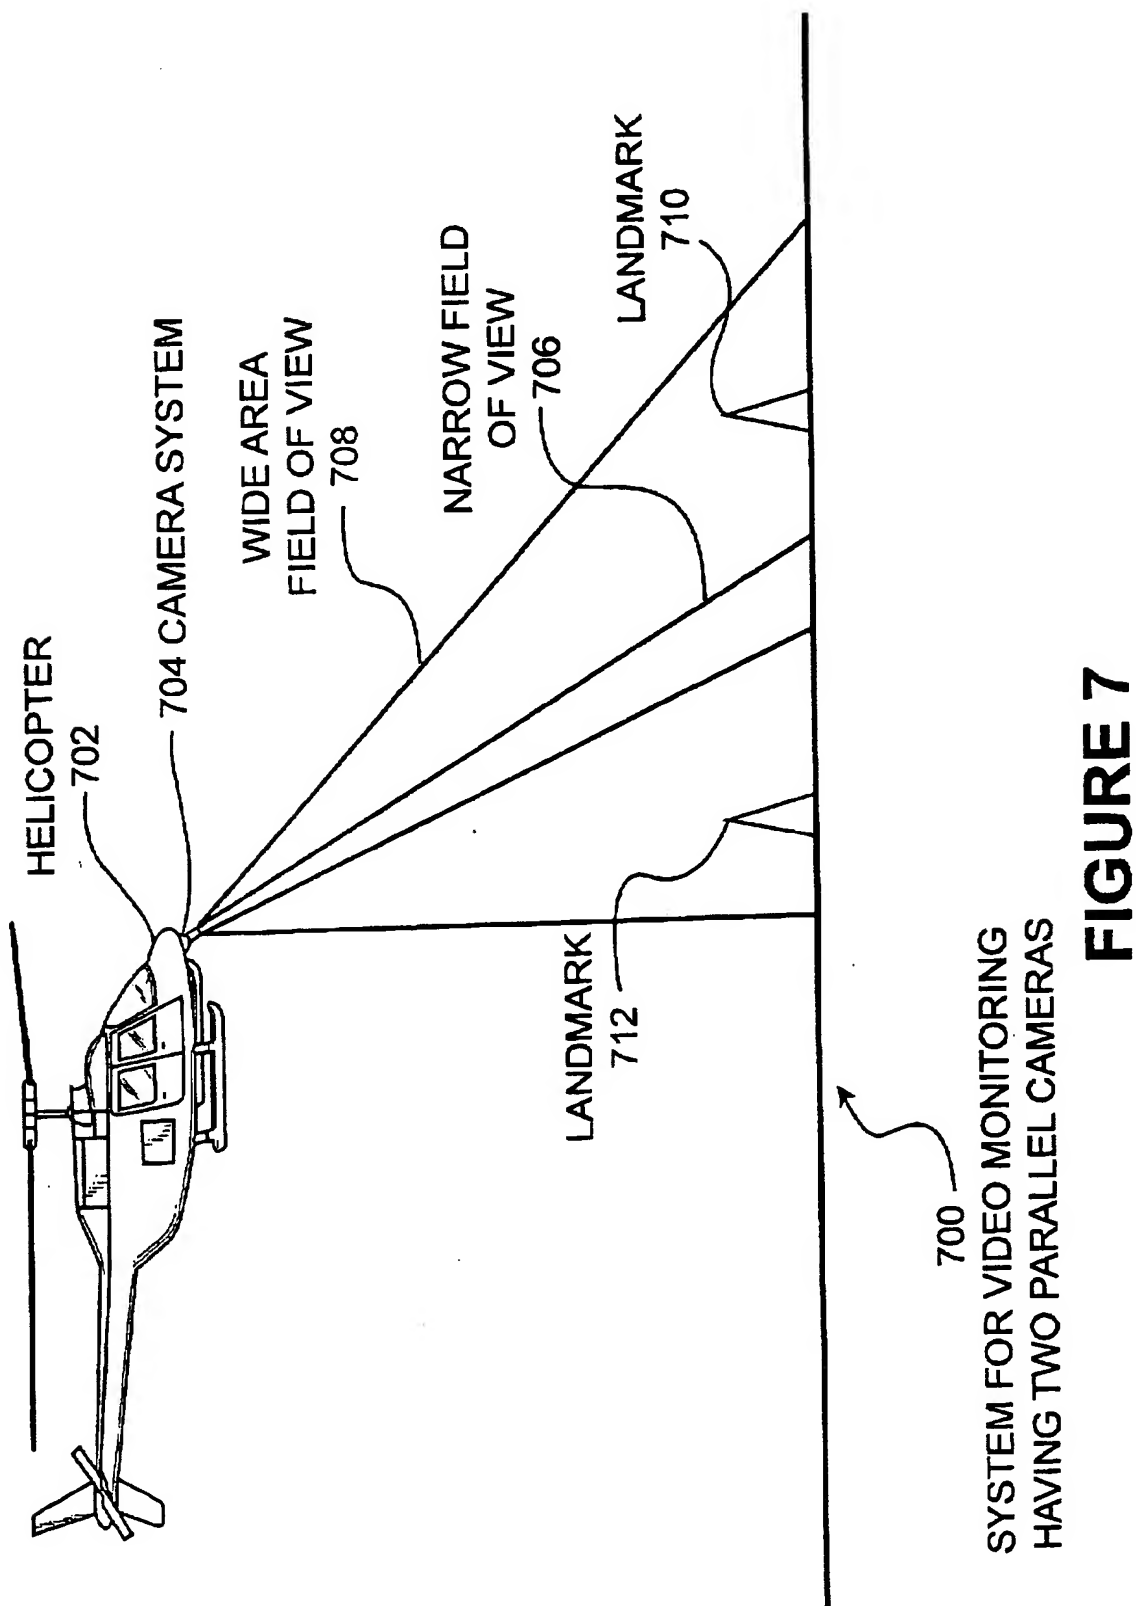 HELICOPTER
702
704 CAMERA SYSTEM
WIDE AREA
FIELD OF VIEW
708
NARROW FIELD
OF VIEW
706
LANDMARK
710
LANDMARK
712
700
SYSTEM FOR VIDEO MONITORING
HAVING TWO PARALLEL CAMERAS
FIGURE 7